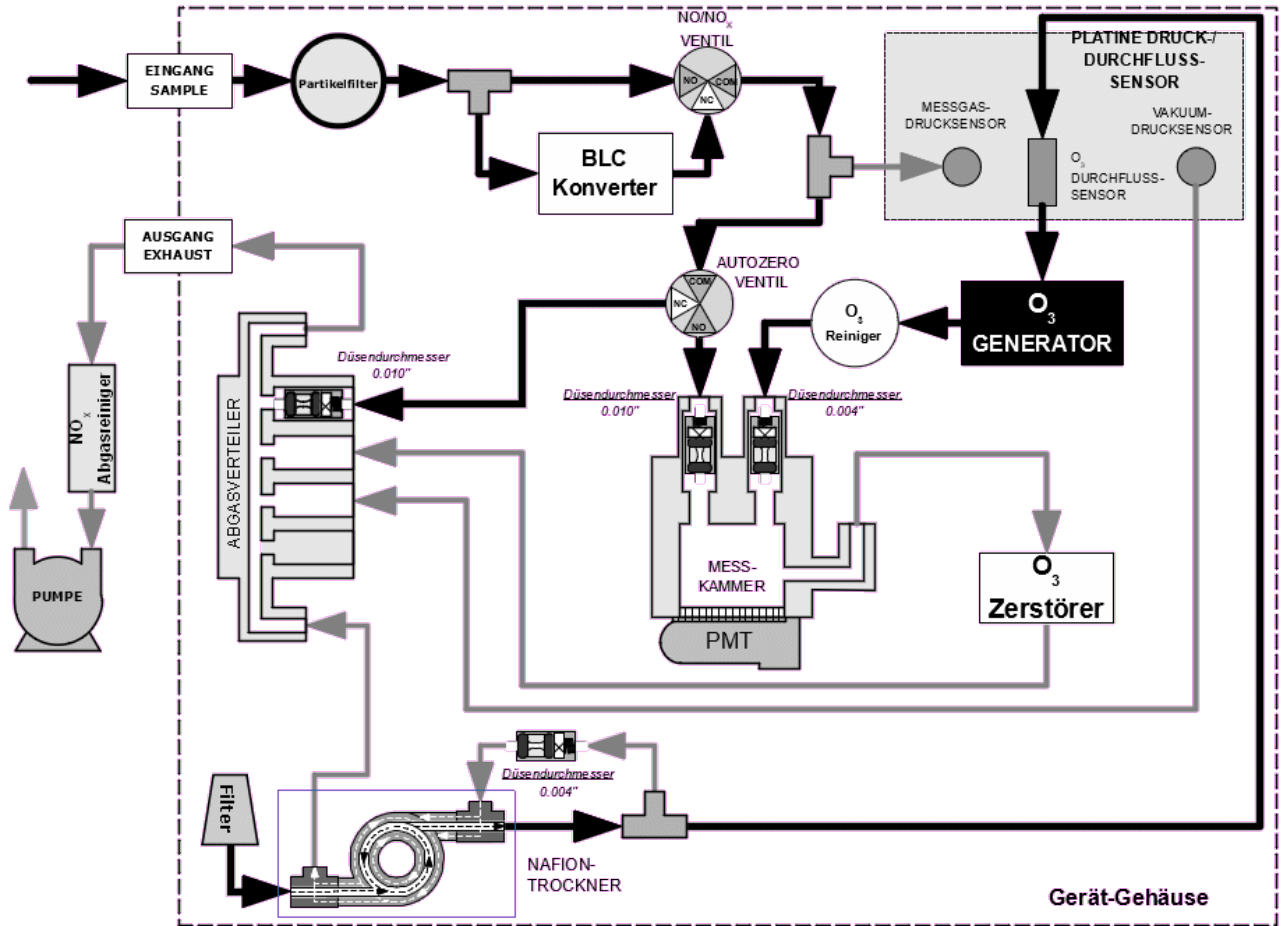 NO/NOx
VENTIL
PLATINE DRUCK-/
DURCHFLUSS-
SENSOR
EINGANG
SAMPLE
Partikelfilter
NO
COM
NC
MESSGAS-
DRUCKSENSOR
VAKUUM-
DRUCKSENSOR
BLC
Konverter
O3
DURCHFLUSS-
SENSOR
AUSGANG
EXHAUST
AUTOZERO
VENTIL
COM
NC
NO
O3
Reiniger
O3
GENERATOR
Düsendurchmesser
0.010"
Düsendurchmesser
0.010"
Düsendurchmesser
0.004"
NOx
Abgasreiniger
ABGASVERTEILER
MESS-
KAMMER
O3
Zerstörer
PUMPE
PMT
Düsendurchmesser
0.004"
Filter
NAFION-
TROCKNER
Gerät-Gehäuse